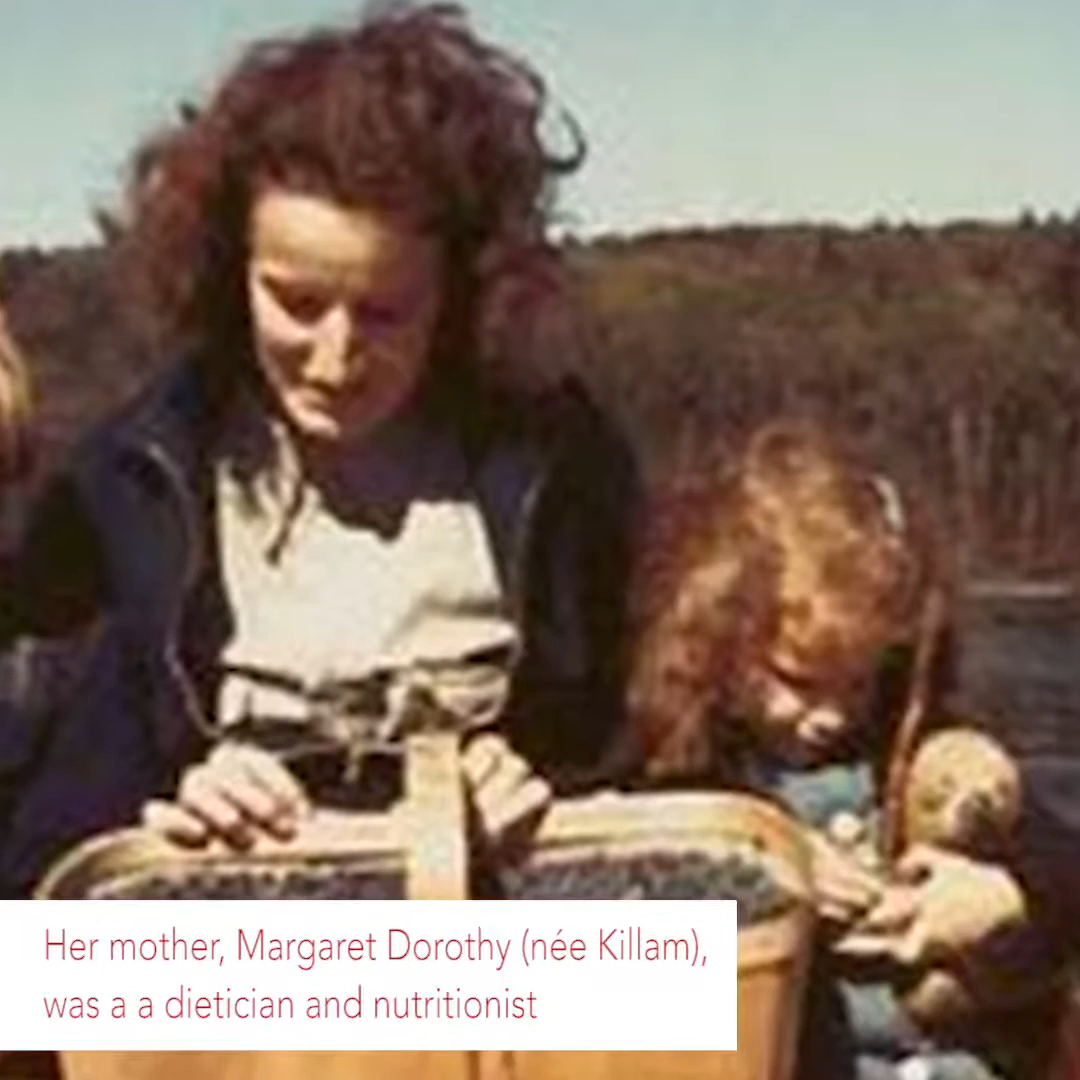 Her mother, Margaret Dorothy (née Killam),
was a a dietician and nutritionist